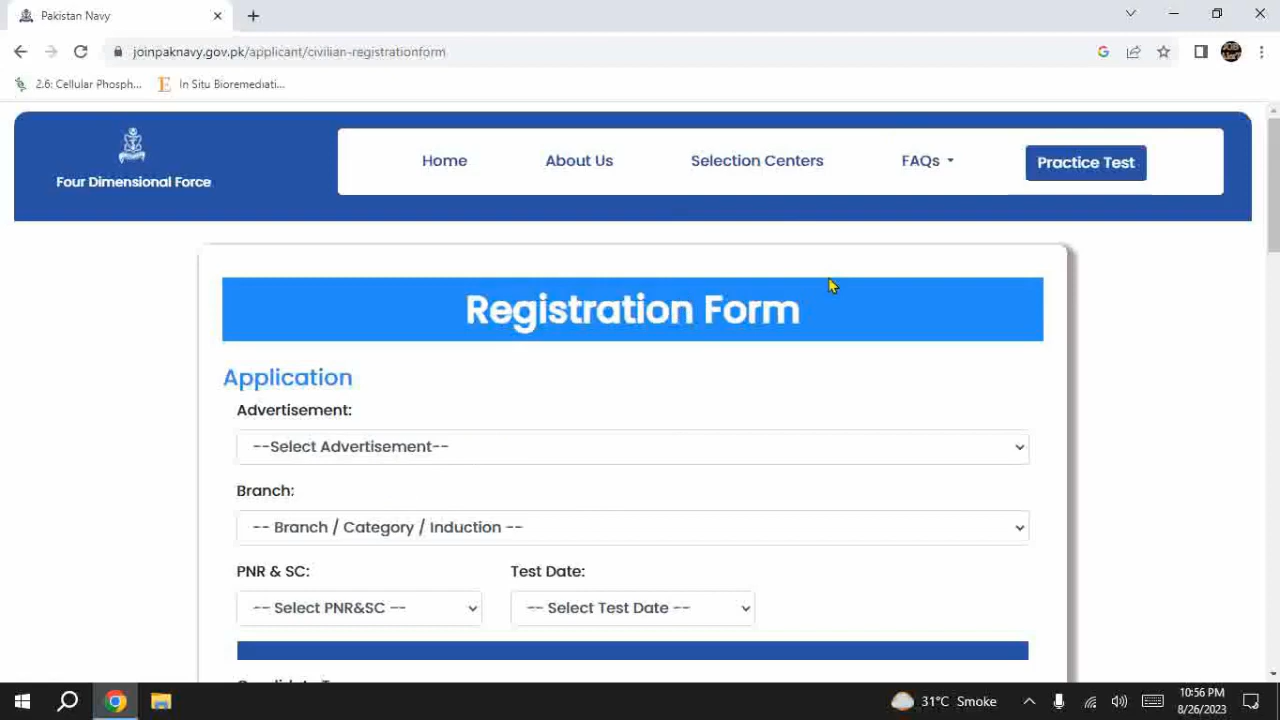 Pakistan Navy
joinpaknavy.gov.pk/applicant/civilian-registrationform
2.6: Cellular Phosph...
In Situ Bioremediati...
Four Dimensional Force
Home
About Us
Selection Centers
FAQs
Practice Test
Registration Form
Application
Advertisement:
--Select Advertisement--
Branch:
-- Branch / Category / Induction --
PNR & SC:
Test Date:
-- Select PNR&SC --
-- Select Test Date --
31°C Smoke
10:56 PM
8/26/2023